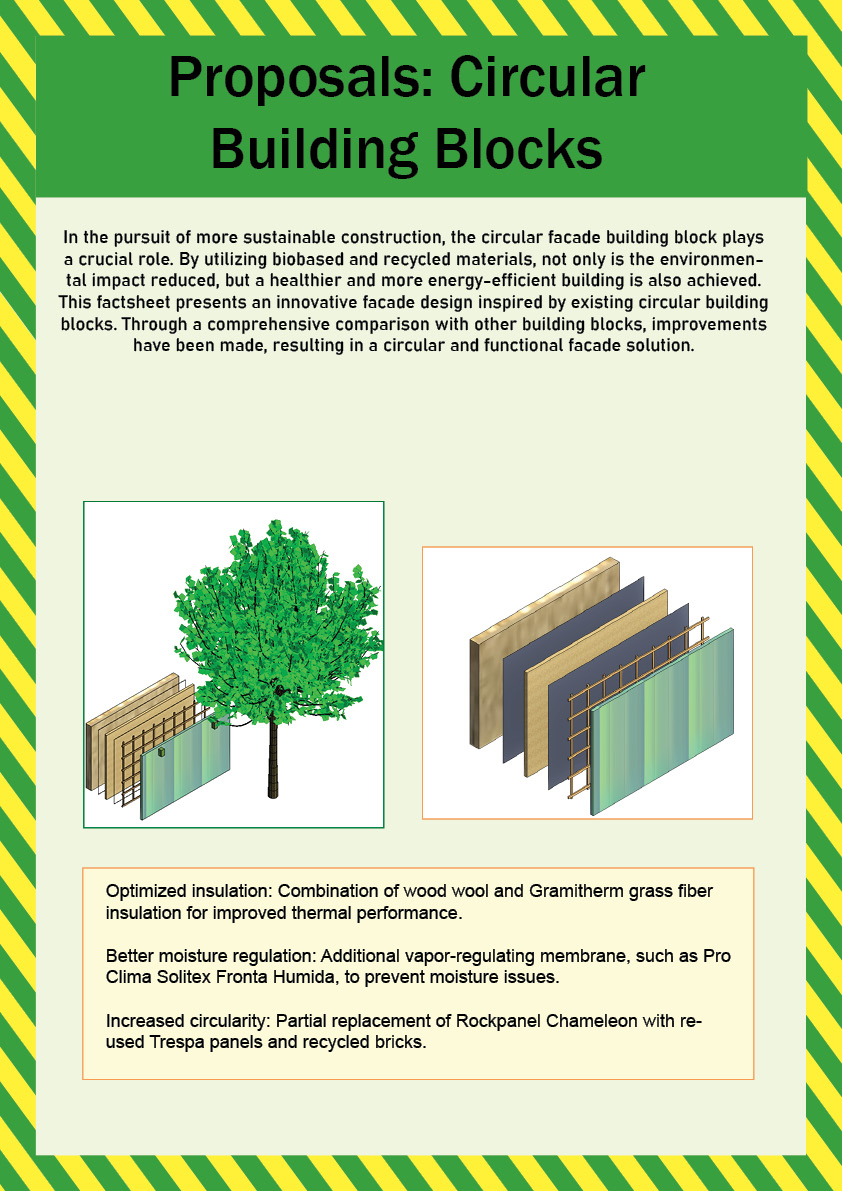 Proposals: Circular
Building Blocks
In the pursuit of more sustainable construction, the circular facade building block plays
a crucial role. By utilizing biobased and recycled materials, not only is the environmen-
tal impact reduced, but a healthier and more energy-efficient building is also achieved.
This factsheet presents an innovative facade design inspired by existing circular building
blocks. Through a comprehensive comparison with other building blocks, improvements
have been made, resulting in a circular and functional facade solution.
Optimized insulation: Combination of wood wool and Gramitherm grass fiber
insulation for improved thermal performance.
Better moisture regulation: Additional vapor-regulating membrane, such as Pro
Clima Solitex Fronta Humida, to prevent moisture issues.
Increased circularity: Partial replacement of Rockpanel Chameleon with re-
used Trespa panels and recycled bricks.